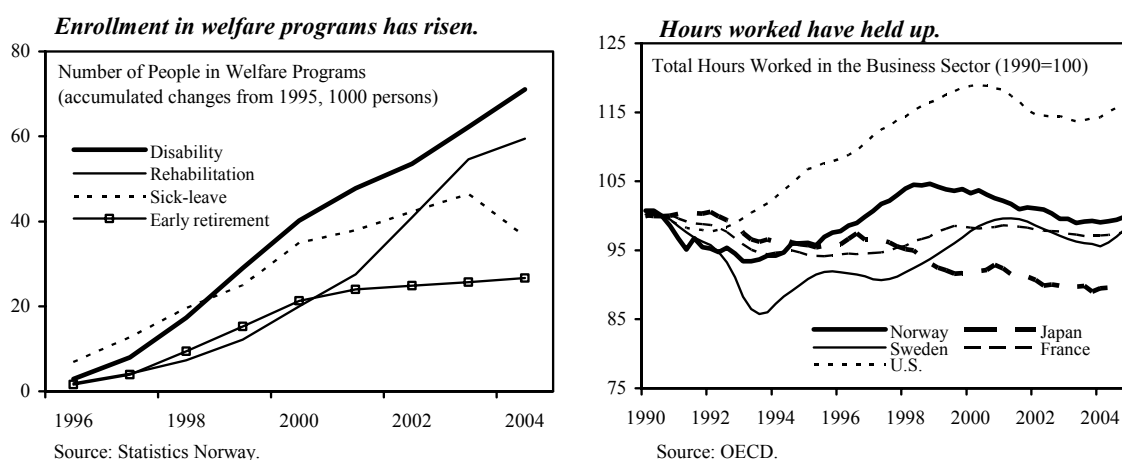 Enrollment in welfare programs has risen.
80
60
40
20
0
Number of People in Welfare Programs
(accumulated changes from 1995, 1000 persons)
Disability
Rehabilitation
Sick-leave
Early retirement
1996 1998 2000 2002 2004
Source: Statistics Norway.
Hours worked have held up.
125
115
105
95
85
75
Total Hours Worked in the Business Sector (1990=100)
Norway Japan
Sweden France
U.S.
1990 1992 1994 1996 1998 2000 2002 2004
Source: OECD.